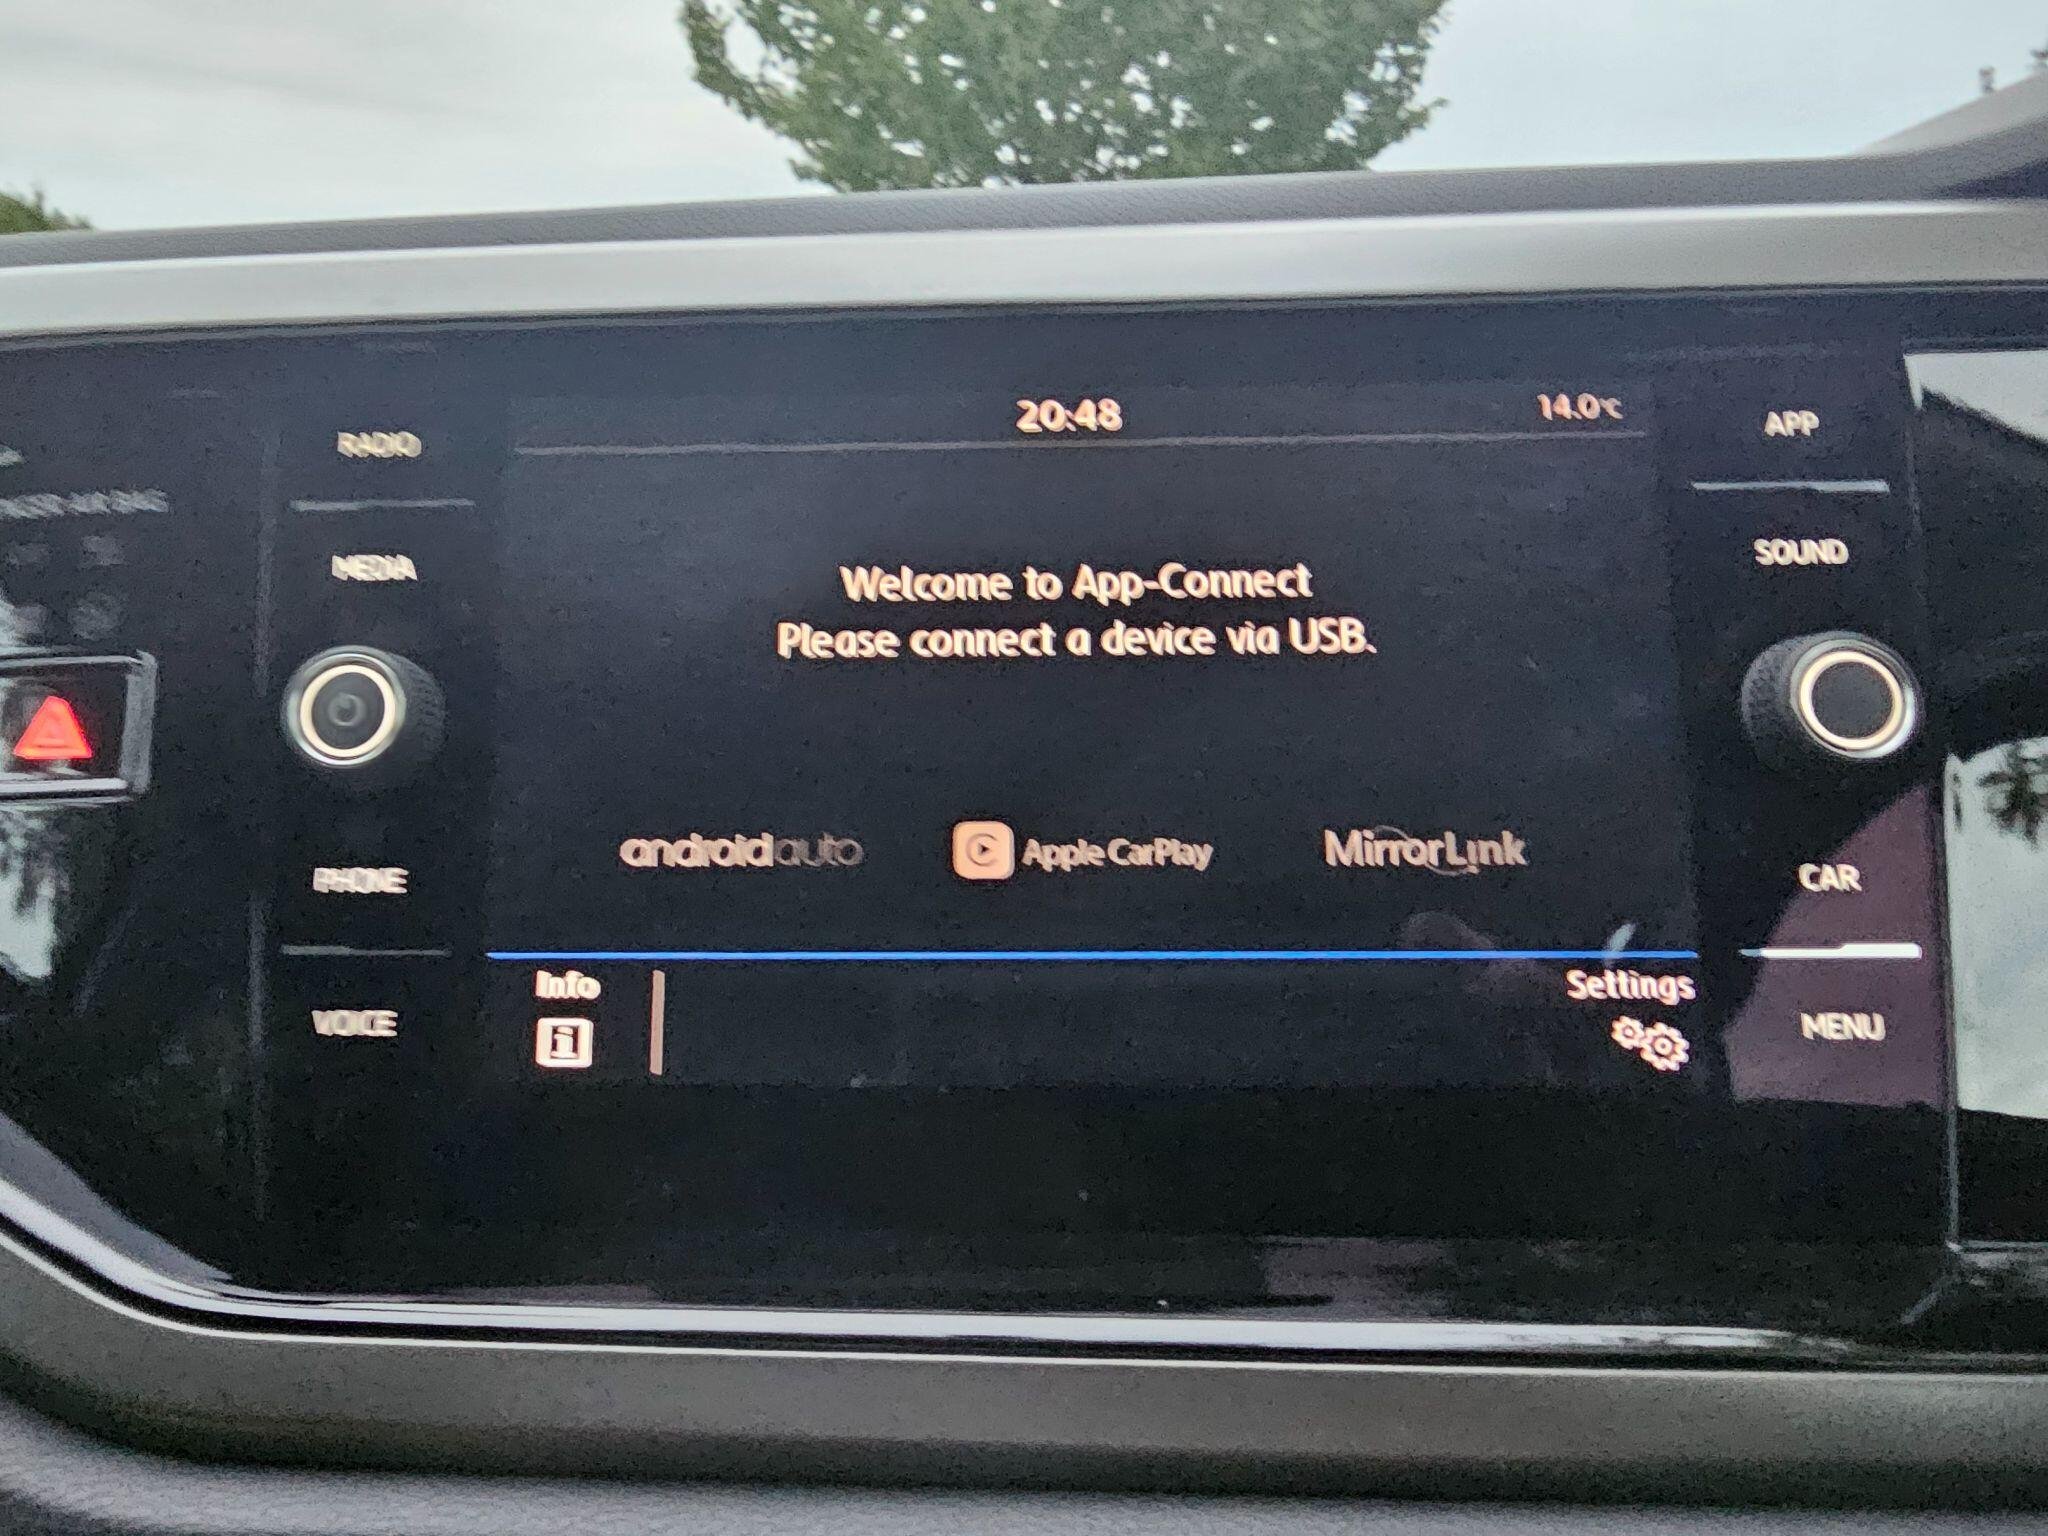 20:48
14.0°C
RADIO
APP
MEDIA
SOUND
Welcome to App-Connect
Please connect a device via USB.
androidauto
Apple CarPlay
MirrorLink
PHONE
CAR
VOICE
Info
Settings
MENU